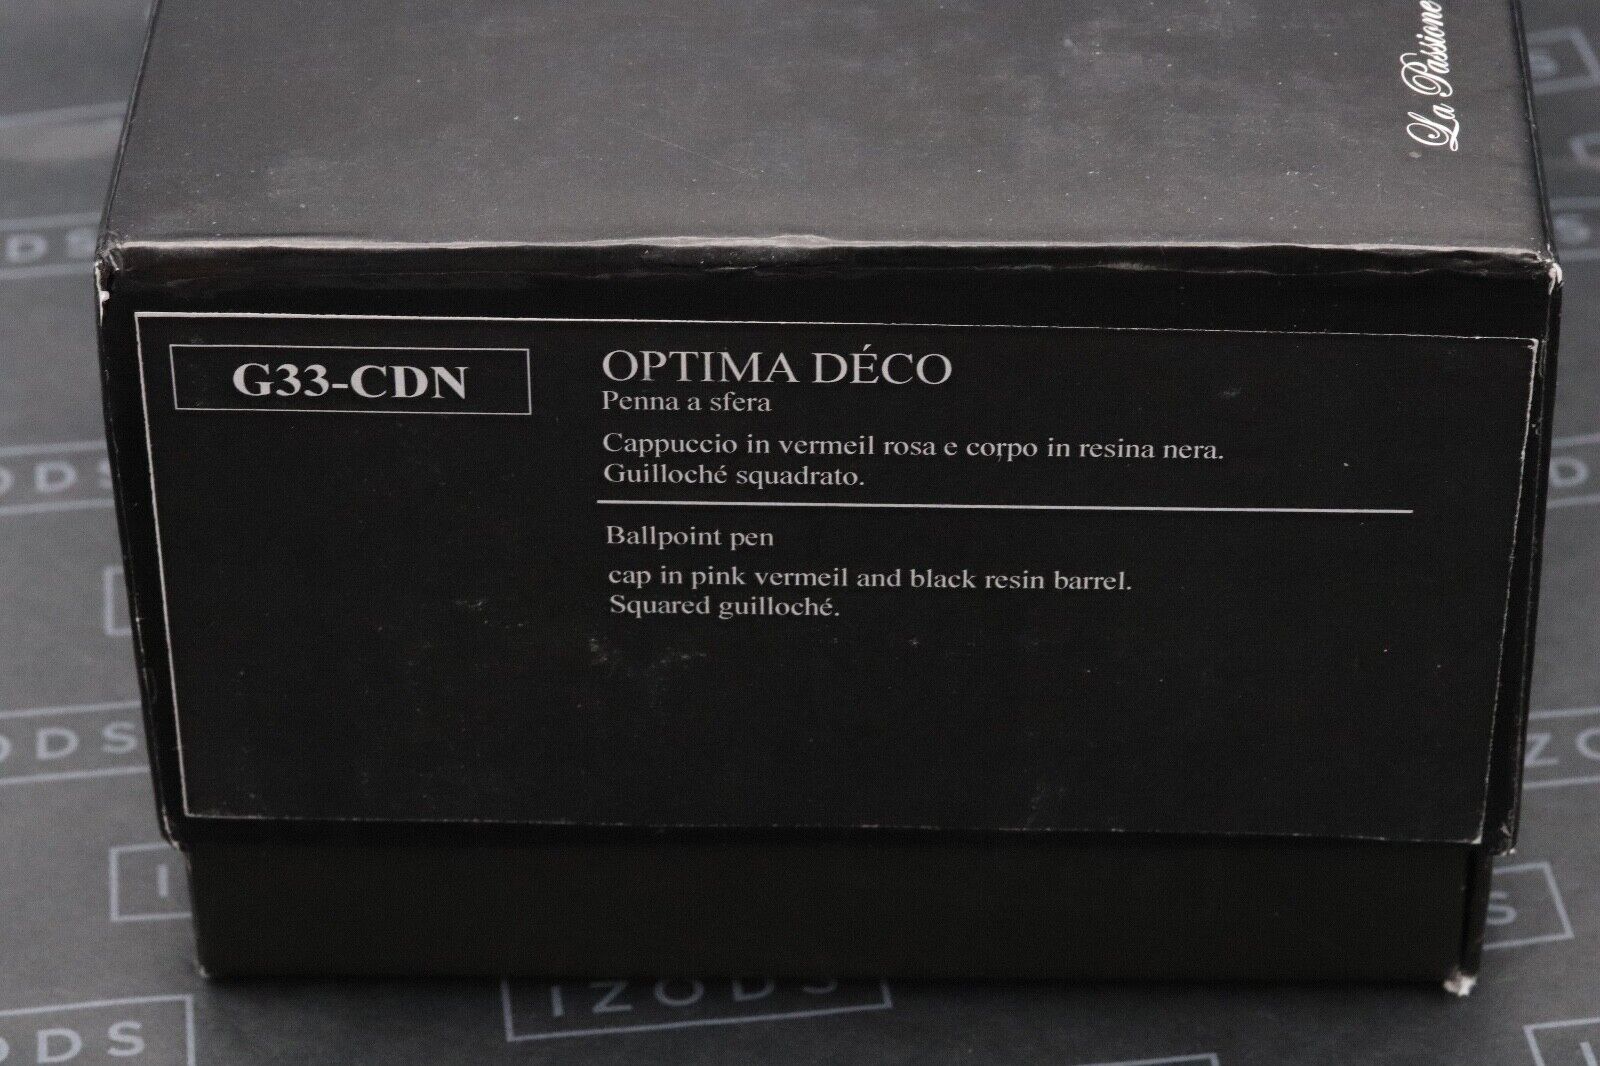 La Passione
G33-CDN
OPTIMA DÉCO
Penna a sfera
Cappuccio in vermeil rosa e corpo in resina nera.
Guilloché squadrato.
Ballpoint pen
cap in pink vermeil and black resin barrel.
Squared guilloché.
IZODS